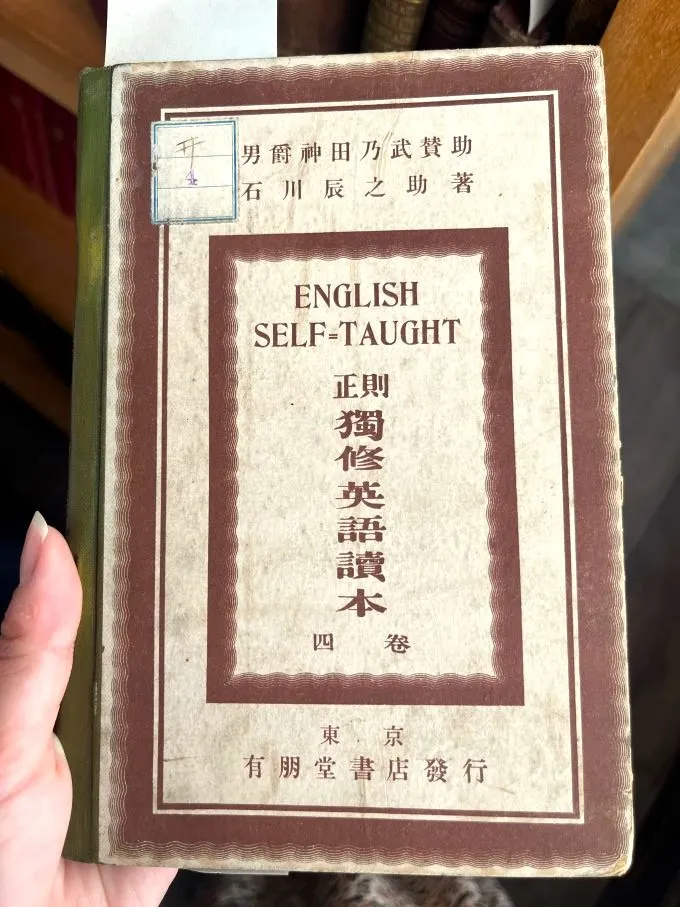 男爵神田乃武賛助
石川辰之助著
4
ENGLISH
SELF=TAUGHT
正則
獨修英語讀本
四卷
東京
有朋堂書店發行